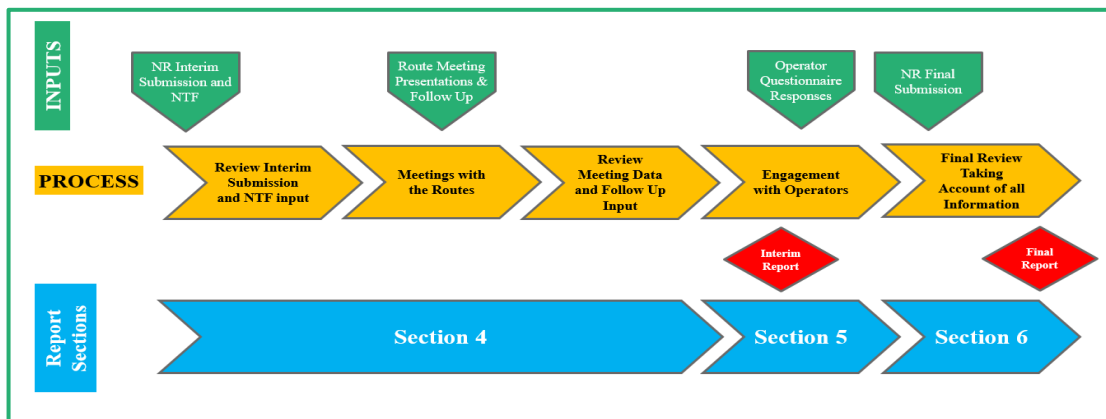 INPUTS
NR Interim
Submission and
NTF
Route Meeting
Presentations &
Follow Up
Operator
Questionnaire
Responses
NR Final
Submission
PROCESS
Review Interim
Submission
and NTF input
Meetings with
the Routes
Review
Meeting Data
and Follow Up
Input
Engagement
with Operators
Final Review
Taking
Account of all
Information
Interim
Report
Final
Report
Report
Sections
Section 4
Section 5
Section 6